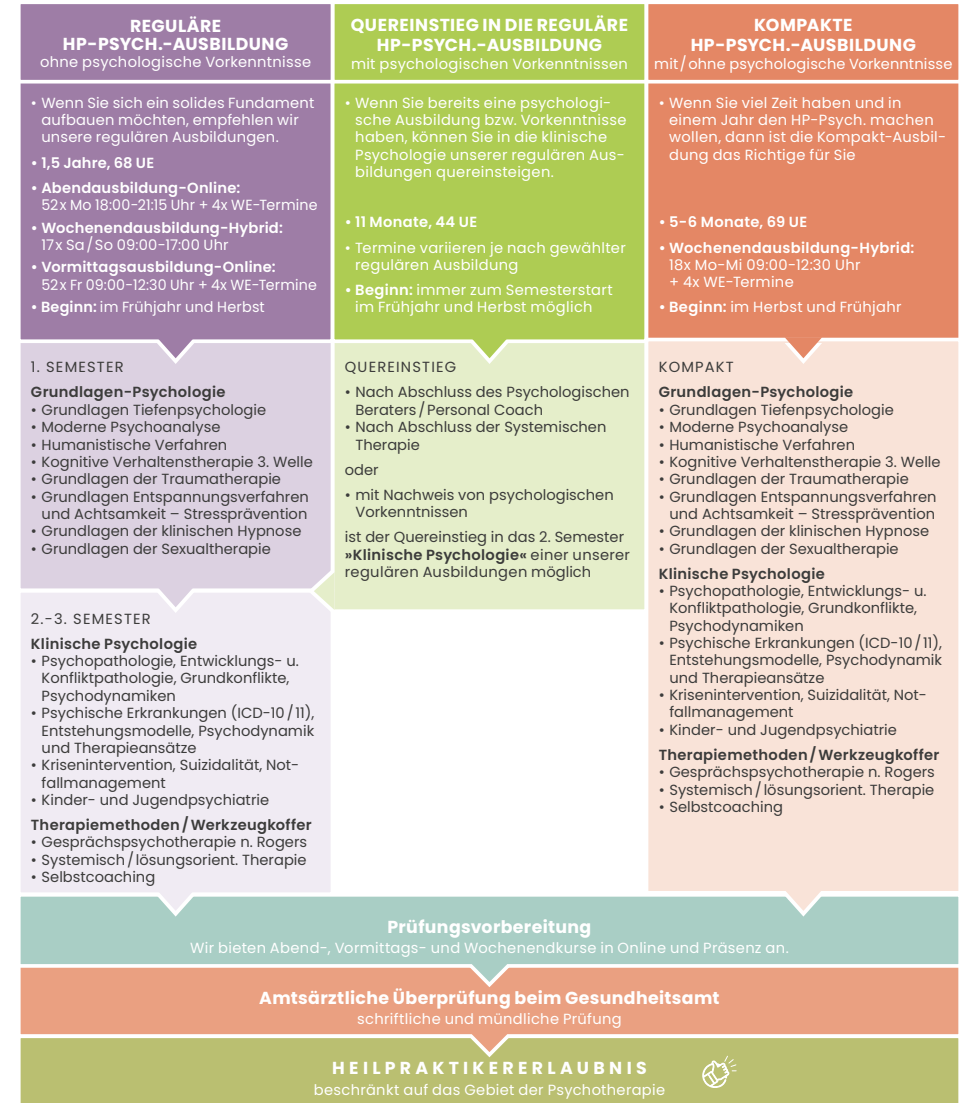 REGULÄRE
HP-PSYCH.-AUSBILDUNG
ohne psychologische Vorkenntnisse
• Wenn Sie sich ein solides Fundament
aufbauen möchten, empfehlen wir
unsere regulären Ausbildungen.
• 1,5 Jahre, 68 UE
• Abendausbildung-Online:
52x Mo 18:00-21:15 Uhr + 4x WE-Termine
• Wochenendausbildung-Hybrid:
17x Sa/So 09:00-17:00 Uhr
• Vormittagsausbildung-Online:
52x Fr 09:00-12:30 Uhr + 4x WE-Termine
• Beginn: im Frühjahr und Herbst
1. SEMESTER
Grundlagen-Psychologie
• Grundlagen Tiefenpsychologie
• Moderne Psychoanalyse
• Humanistische Verfahren
• Kognitive Verhaltenstherapie 3. Welle
• Grundlagen der Traumatherapie
• Grundlagen Entspannungsverfahren
und Achtsamkeit – Stressprävention
• Grundlagen der klinischen Hypnose
• Grundlagen der Sexualtherapie
2.-3. SEMESTER
Klinische Psychologie
• Psychopathologie, Entwicklungs- u.
Konfliktpathologie, Grundkonflikte,
Psychodynamiken
• Psychische Erkrankungen (ICD-10/11),
Entstehungsmodelle, Psychodynamik
und Therapieansätze
• Krisenintervention, Suizidalität, Not-
fallmanagement
• Kinder- und Jugendpsychiatrie
Therapiemethoden/Werkzeugkoffer
• Gesprächspsychotherapie n. Rogers
• Systemisch/lösungsorient. Therapie
• Selbstcoaching
QUEREINSTIEG IN DIE REGULÄRE
HP-PSYCH.-AUSBILDUNG
mit psychologischen Vorkenntnissen
• Wenn Sie bereits eine psychologi-
sche Ausbildung bzw. Vorkenntnisse
haben, können Sie in die klinische
Psychologie unserer regulären Aus-
bildungen quereinsteigen.
• 11 Monate, 44 UE
• Termine variieren je nach gewählter
regulären Ausbildung
• Beginn: immer zum Semesterstart
im Frühjahr und Herbst möglich
QUEREINSTIEG
• Nach Abschluss des Psychologischen
Beraters/Personal Coach
• Nach Abschluss der Systemischen
Therapie
oder
• mit Nachweis von psychologischen
Vorkenntnissen
ist der Quereinstieg in das 2. Semester
»Klinische Psychologie« einer unserer
regulären Ausbildungen möglich
KOMPAKTE
HP-PSYCH.-AUSBILDUNG
mit/ohne psychologische Vorkenntnisse
• Wenn Sie viel Zeit haben und in
einem Jahr den HP-Psych. machen
wollen, dann ist die Kompakt-Ausbil-
dung das Richtige für Sie
• 5-6 Monate, 69 UE
• Wochenendausbildung-Hybrid:
18x Mo-Mi 09:00-12:30 Uhr
+ 4x WE-Termine
• Beginn: im Herbst und Frühjahr
KOMPAKT
Grundlagen-Psychologie
• Grundlagen Tiefenpsychologie
• Moderne Psychoanalyse
• Humanistische Verfahren
• Kognitive Verhaltenstherapie 3. Welle
• Grundlagen der Traumatherapie
• Grundlagen Entspannungsverfahren
und Achtsamkeit – Stressprävention
• Grundlagen der klinischen Hypnose
• Grundlagen der Sexualtherapie
Klinische Psychologie
• Psychopathologie, Entwicklungs- u.
Konfliktpathologie, Grundkonflikte,
Psychodynamiken
• Psychische Erkrankungen (ICD-10/11),
Entstehungsmodelle, Psychodynamik
und Therapieansätze
• Krisenintervention, Suizidalität, Not-
fallmanagement
• Kinder- und Jugendpsychiatrie
Therapiemethoden/Werkzeugkoffer
• Gesprächspsychotherapie n. Rogers
• Systemisch/lösungsorient. Therapie
• Selbstcoaching
Prüfungsvorbereitung
Wir bieten Abend-, Vormittags- und Wochenendkurse in Online und Präsenz an.
Amtsärztliche Überprüfung beim Gesundheitsamt
schriftliche und mündliche Prüfung
HEILPRAKTIKERERLAUBNIS
beschränkt auf das Gebiet der Psychotherapie